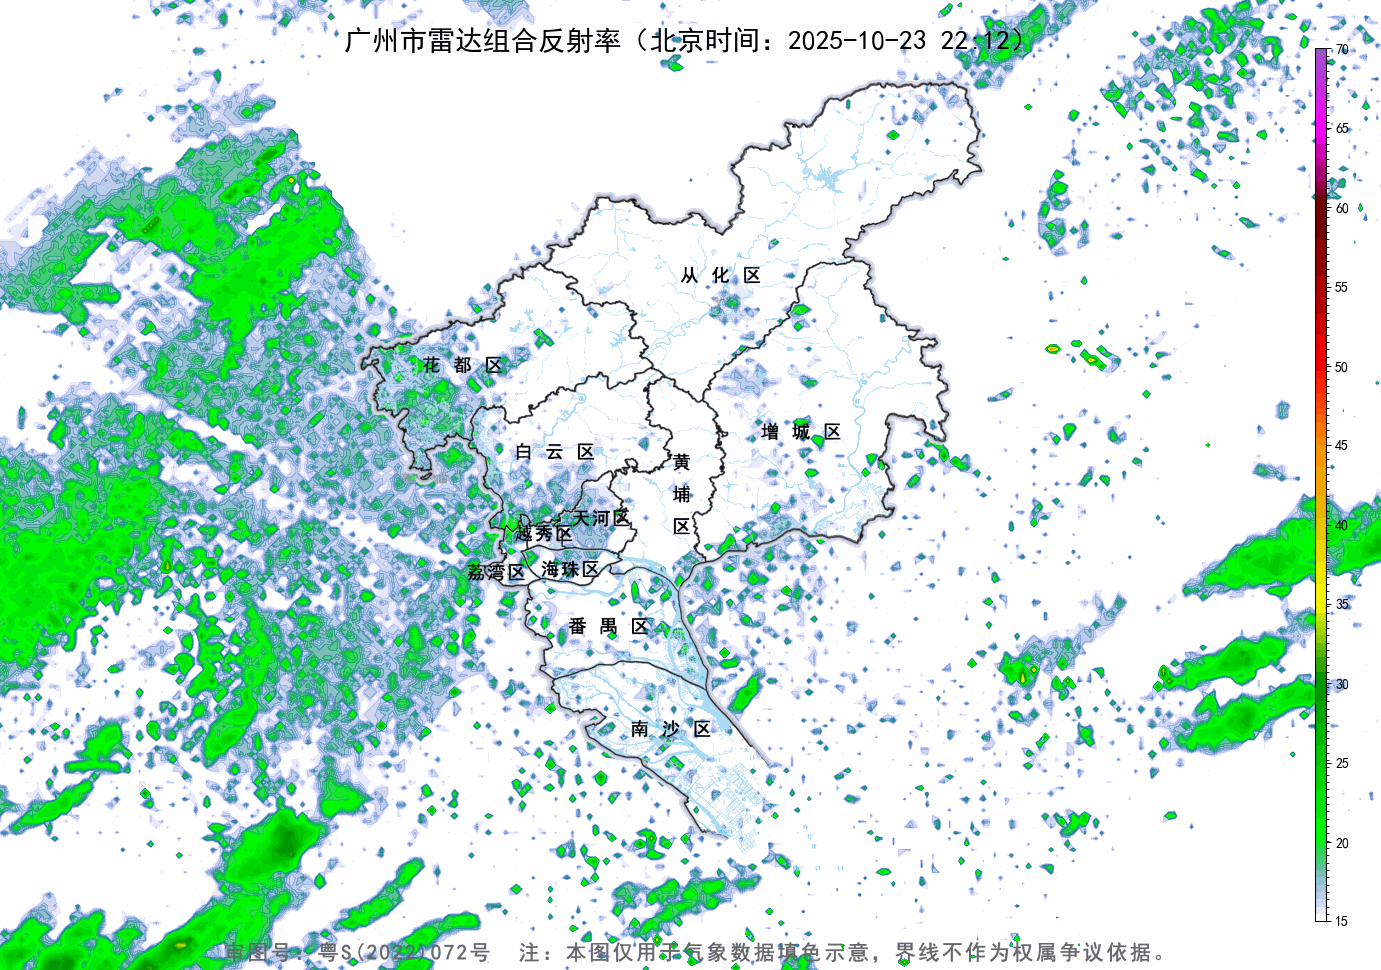 广州市雷达组合反射率（北京时间：2025-10-23 22:12）
70
65
60
55
50
45
40
35
30
25
20
15
从化区
花都区
增城区
白云区
黄埔区
天河区
越秀区
荔湾区
海珠区
番禺区
南沙区
审图号：粤S(2022)072号 注：本图仅用于气象数据填色示意，界线不作为权属争议依据。